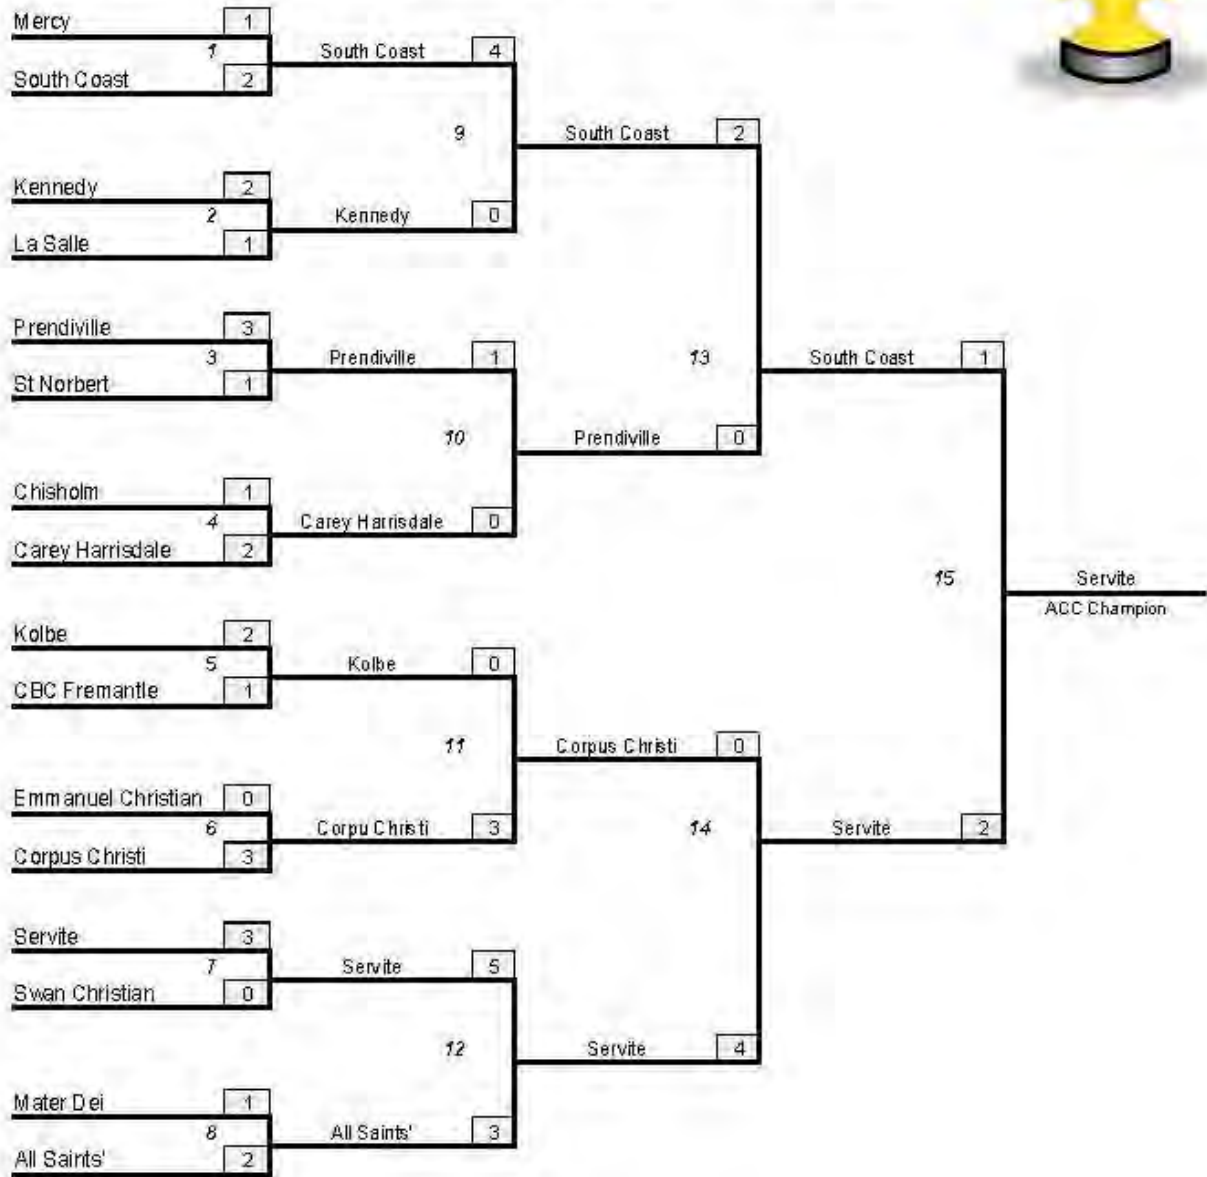 Mercy 1
1 South Coast 4
South Coast 2
9 South Coast 2
Kennedy 2
2 Kennedy 0
La Salle 1
Prendiville 3
3 Prendiville 1 13 South Coast 1
St Norbert 1
10 Prendiville 0
Chisholm 1
4 Carey Harrisdale 0
Carey Harrisdale 2
15 Servite
ACC Champion
Kolbe 2
5 Kolbe 0
CBC Fremantle 1
11 Corpus Christi 0
Emmanuel Christian 0
6 Corpu Christi 3 14 Servite 2
Corpus Christi 3
Servite 3
7 Servite 5
Swan Christian 0
12 Servite 4
Mater Dei 1
8 All Saints' 3
All Saints' 2